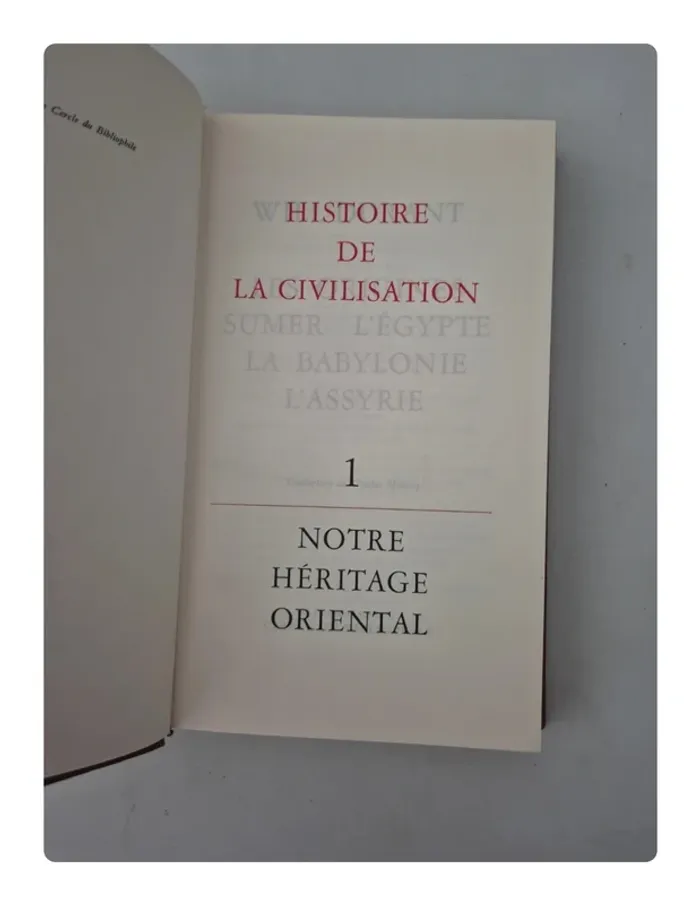 Cercle du Bibliophile
HISTOIRE
DE
LA CIVILISATION
SUMER L'ÉGYPTE
LA BABYLONIE
L'ASSYRIE
1
NOTRE
HÉRITAGE
ORIENTAL